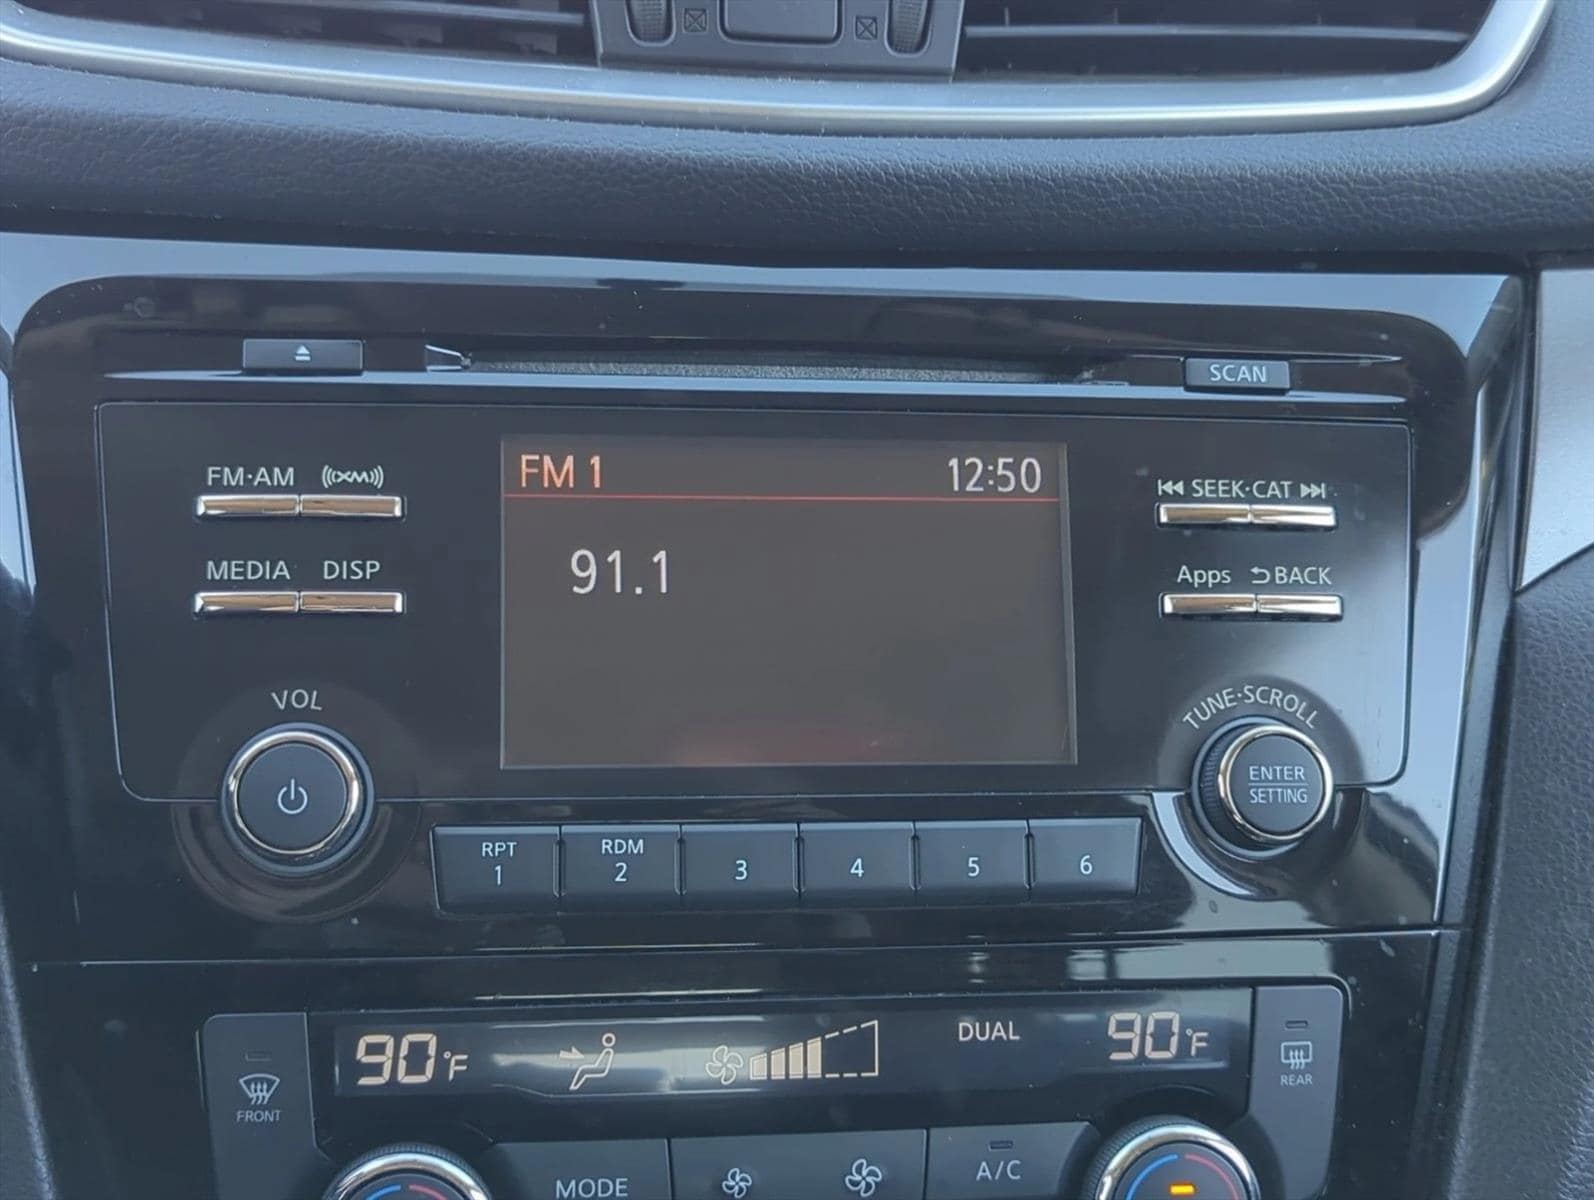 SCAN
FM·AM
XM
FM 1
12:50
SEEK·CAT
91.1
MEDIA
DISP
Apps
BACK
VOL
TUNE·SCROLL
ENTER
SETTING
RPT
1
RDM
2
3
4
5
6
90°F
DUAL
90°F
FRONT
REAR
MODE
A/C